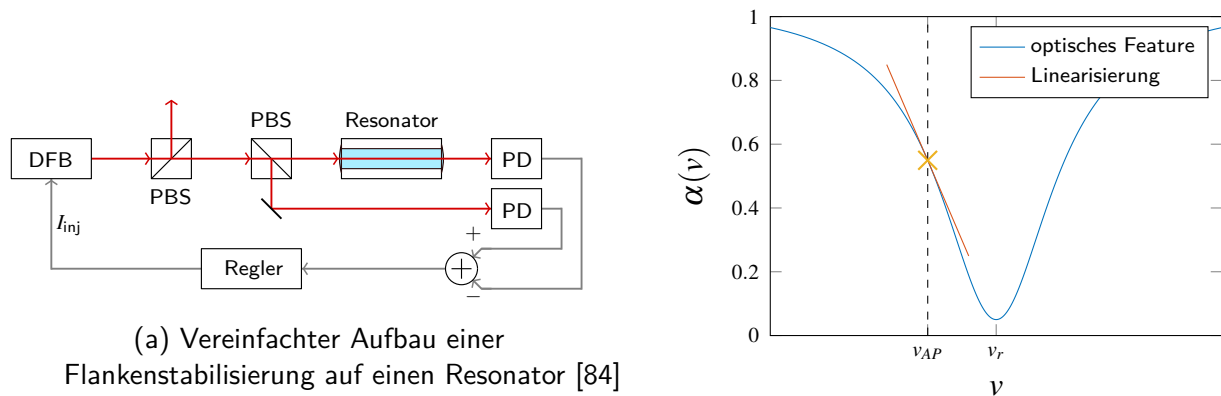 DFB
PBS
PBS
Resonator
PD
PD
I_inj
Regler
+
+
−
(a) Vereinfachter Aufbau einer
Flankenstabilisierung auf einen Resonator [84]
optisches Feature
Linearisierung
1
0.8
0.6
0.4
0.2
0
α(ν)
ν_AP
ν_r
ν